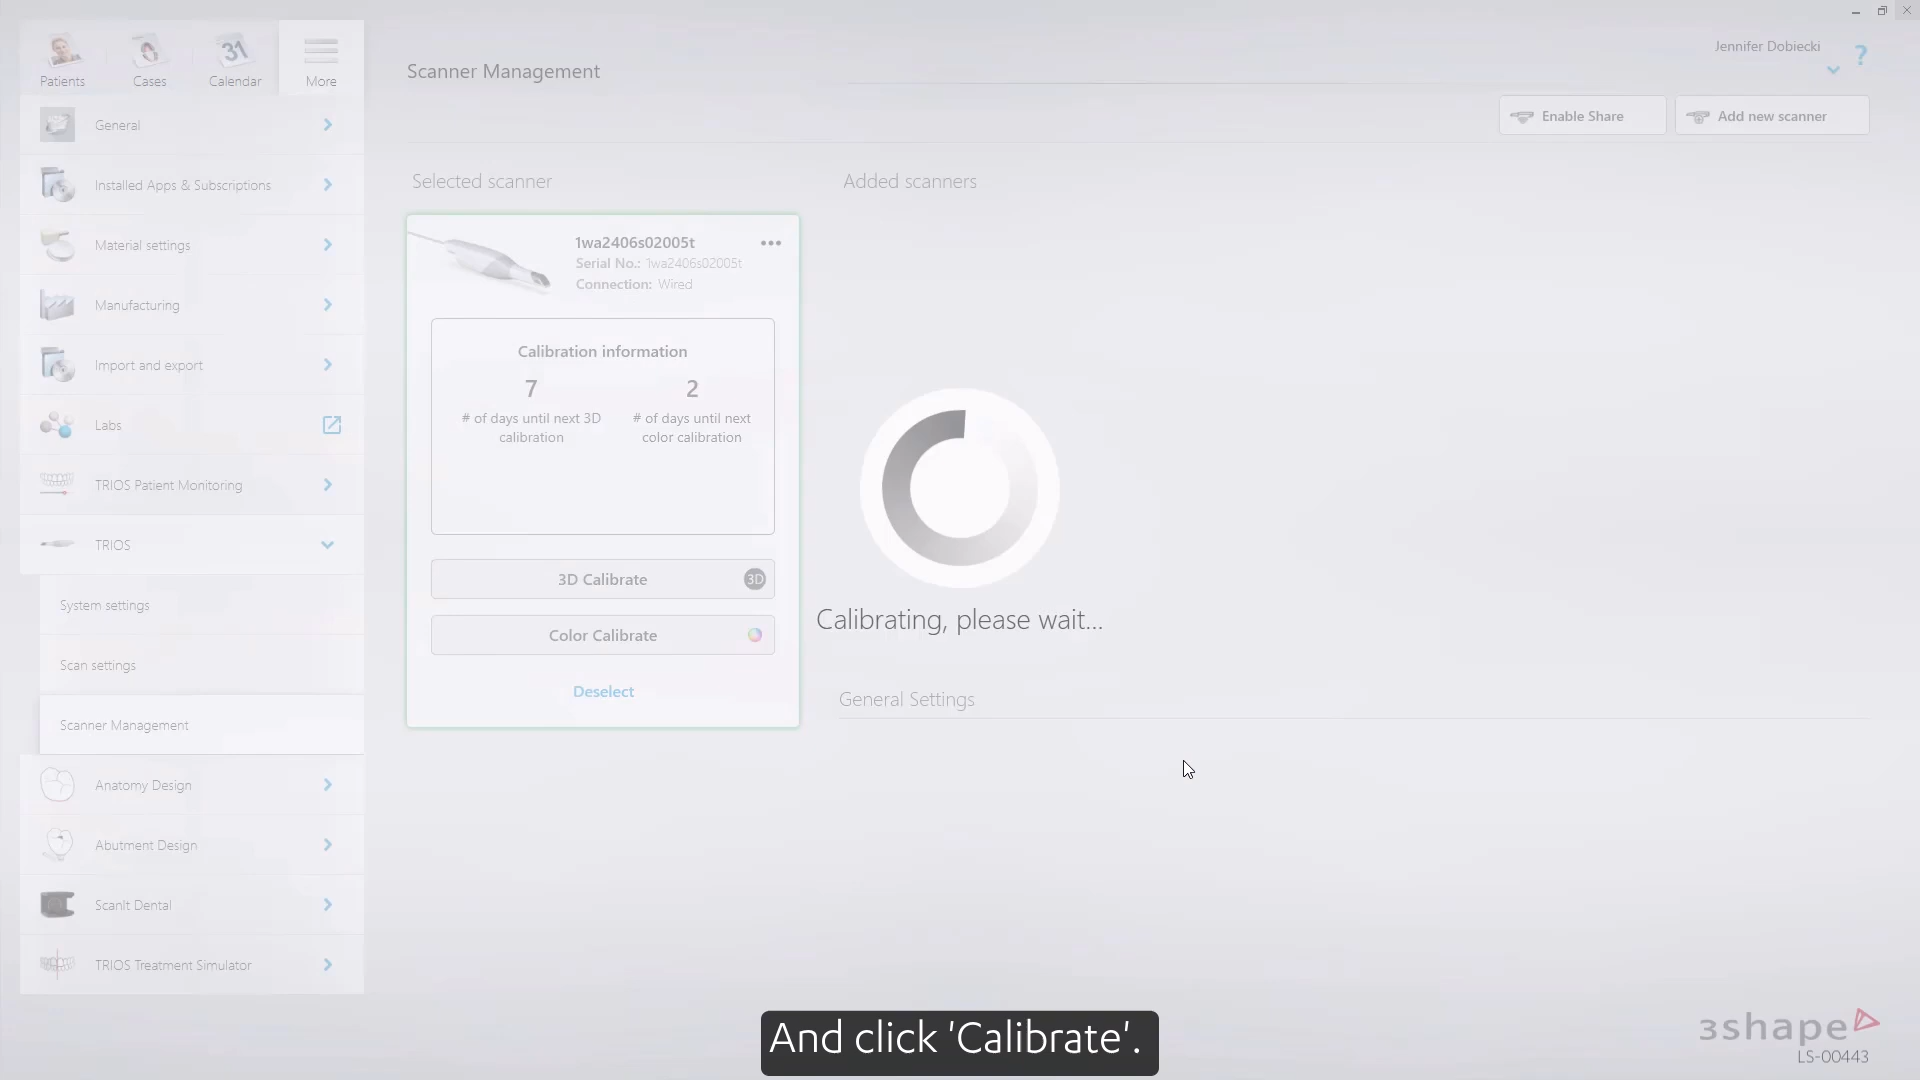 Patients
Cases
31
Calendar
More
Scanner Management
Jennifer Dobiecki
?
Enable Share
Add new scanner
General
Installed Apps & Subscriptions
Material settings
Manufacturing
Import and export
Labs
TRIOS Patient Monitoring
TRIOS
System settings
Scan settings
Scanner Management
Anatomy Design
Abutment Design
ScanIt Dental
TRIOS Treatment Simulator
Selected scanner
Added scanners
1wa2406s02005t
Serial No.: 1wa2406s02005t
Connection: Wired
Calibration information
7
# of days until next 3D
calibration
2
# of days until next
color calibration
3D Calibrate
3D
Color Calibrate
Deselect
Calibrating, please wait...
General Settings
And click 'Calibrate'.
3shape
LS-00443